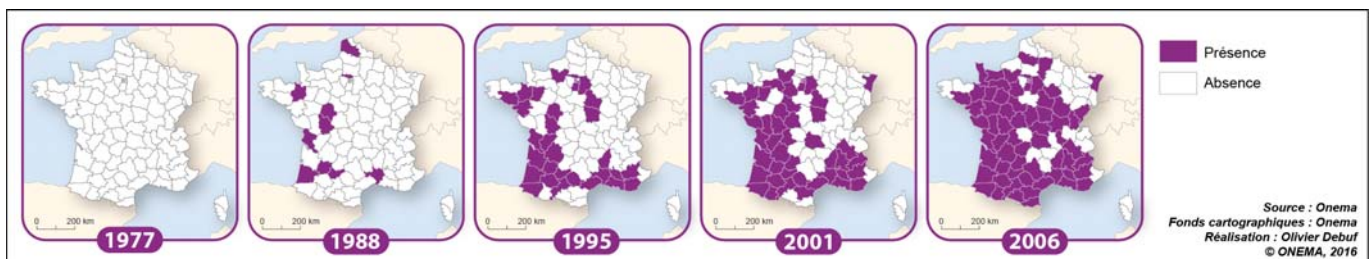 Présence
Absence
0 200 km
0 200 km
0 200 km
0 200 km
0 200 km
1977
1988
1995
2001
2006
Source : Onema
Fonds cartographiques : Onema
Réalisation : Olivier Debuf
© ONEMA, 2016